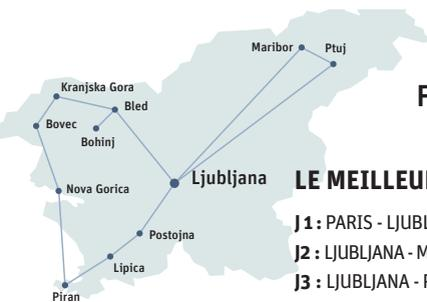 Maribor
Ptuj
Kranjska Gora
Bled
Bovec
Bohinj
Ljubljana
Nova Gorica
Postojna
Lipica
Piran
F
LE MEILLEU
J 1 : PARIS - LJUBL
J2 : LJUBLJANA - M
J3 : LJUBLJANA - P